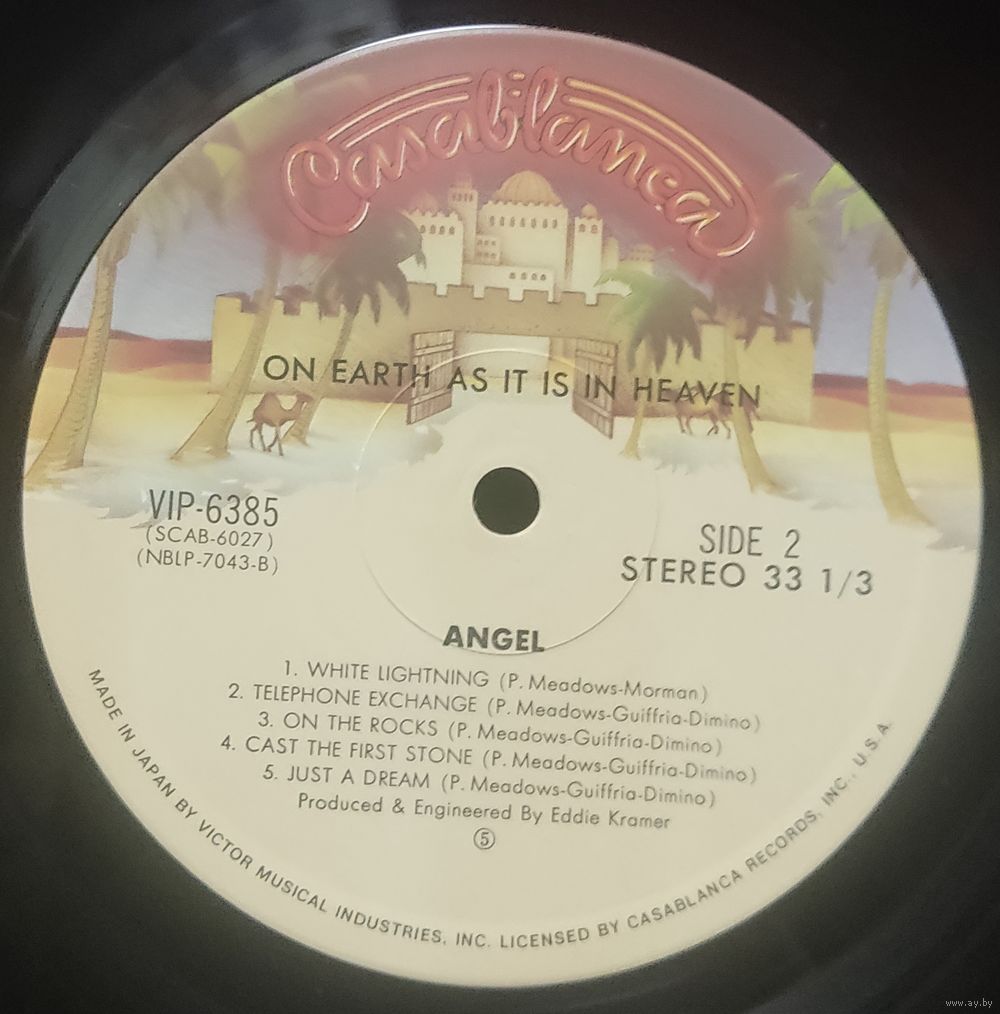 Casablanca
ON EARTH AS IT IS IN HEAVEN
VIP-6385
(SCAB-6027)
(NBLP-7043-B)
SIDE 2
STEREO 33 1/3
ANGEL
1. WHITE LIGHTNING (P. Meadows-Morman)
2. TELEPHONE EXCHANGE (P. Meadows-Guiffria-Dimino)
3. ON THE ROCKS (P. Meadows-Guiffria-Dimino)
4. CAST THE FIRST STONE (P. Meadows-Guiffria-Dimino)
5. JUST A DREAM (P. Meadows-Guiffria-Dimino)
Produced & Engineered By Eddie Kramer
⑤
MADE IN JAPAN BY VICTOR MUSICAL INDUSTRIES, INC. LICENSED BY CASABLANCA RECORDS, INC., U.S.A.
www.ay.by